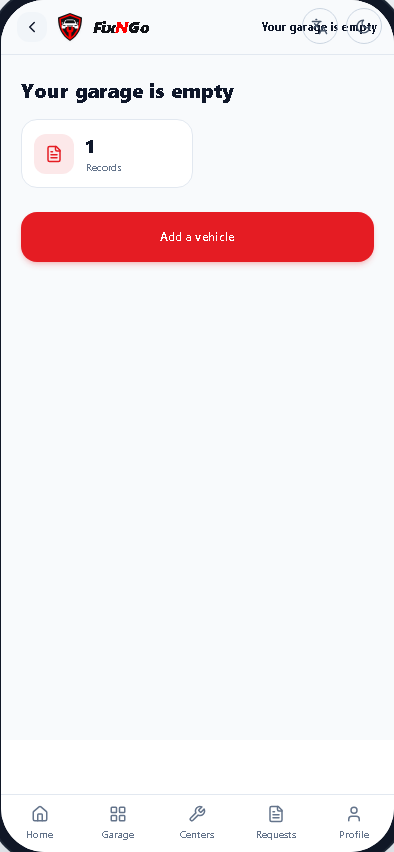 FixNGo
Your garage is empty
Your garage is empty
1
Records
Add a vehicle
Home
Garage
Centers
Requests
Profile